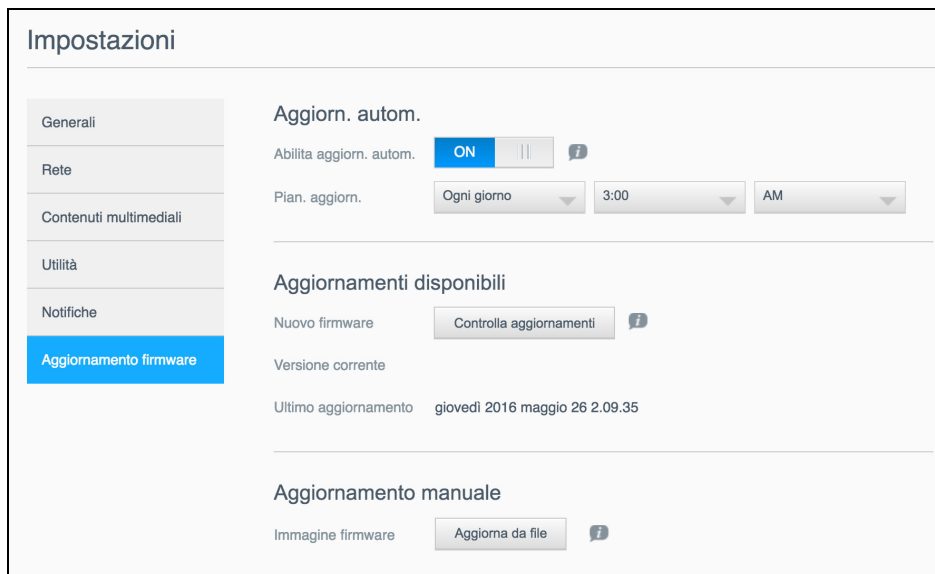 Impostazioni
Generali
Rete
Contenuti multimediali
Utilità
Notifiche
Aggiornamento firmware
Aggiorn. autom.
Abilita aggiorn. autom. ON
Pian. aggiorn. Ogni giorno 3:00 AM
Aggiornamenti disponibili
Nuovo firmware Controlla aggiornamenti
Versione corrente
Ultimo aggiornamento giovedì 2016 maggio 26 2.09.35
Aggiornamento manuale
Immagine firmware Aggiorna da file